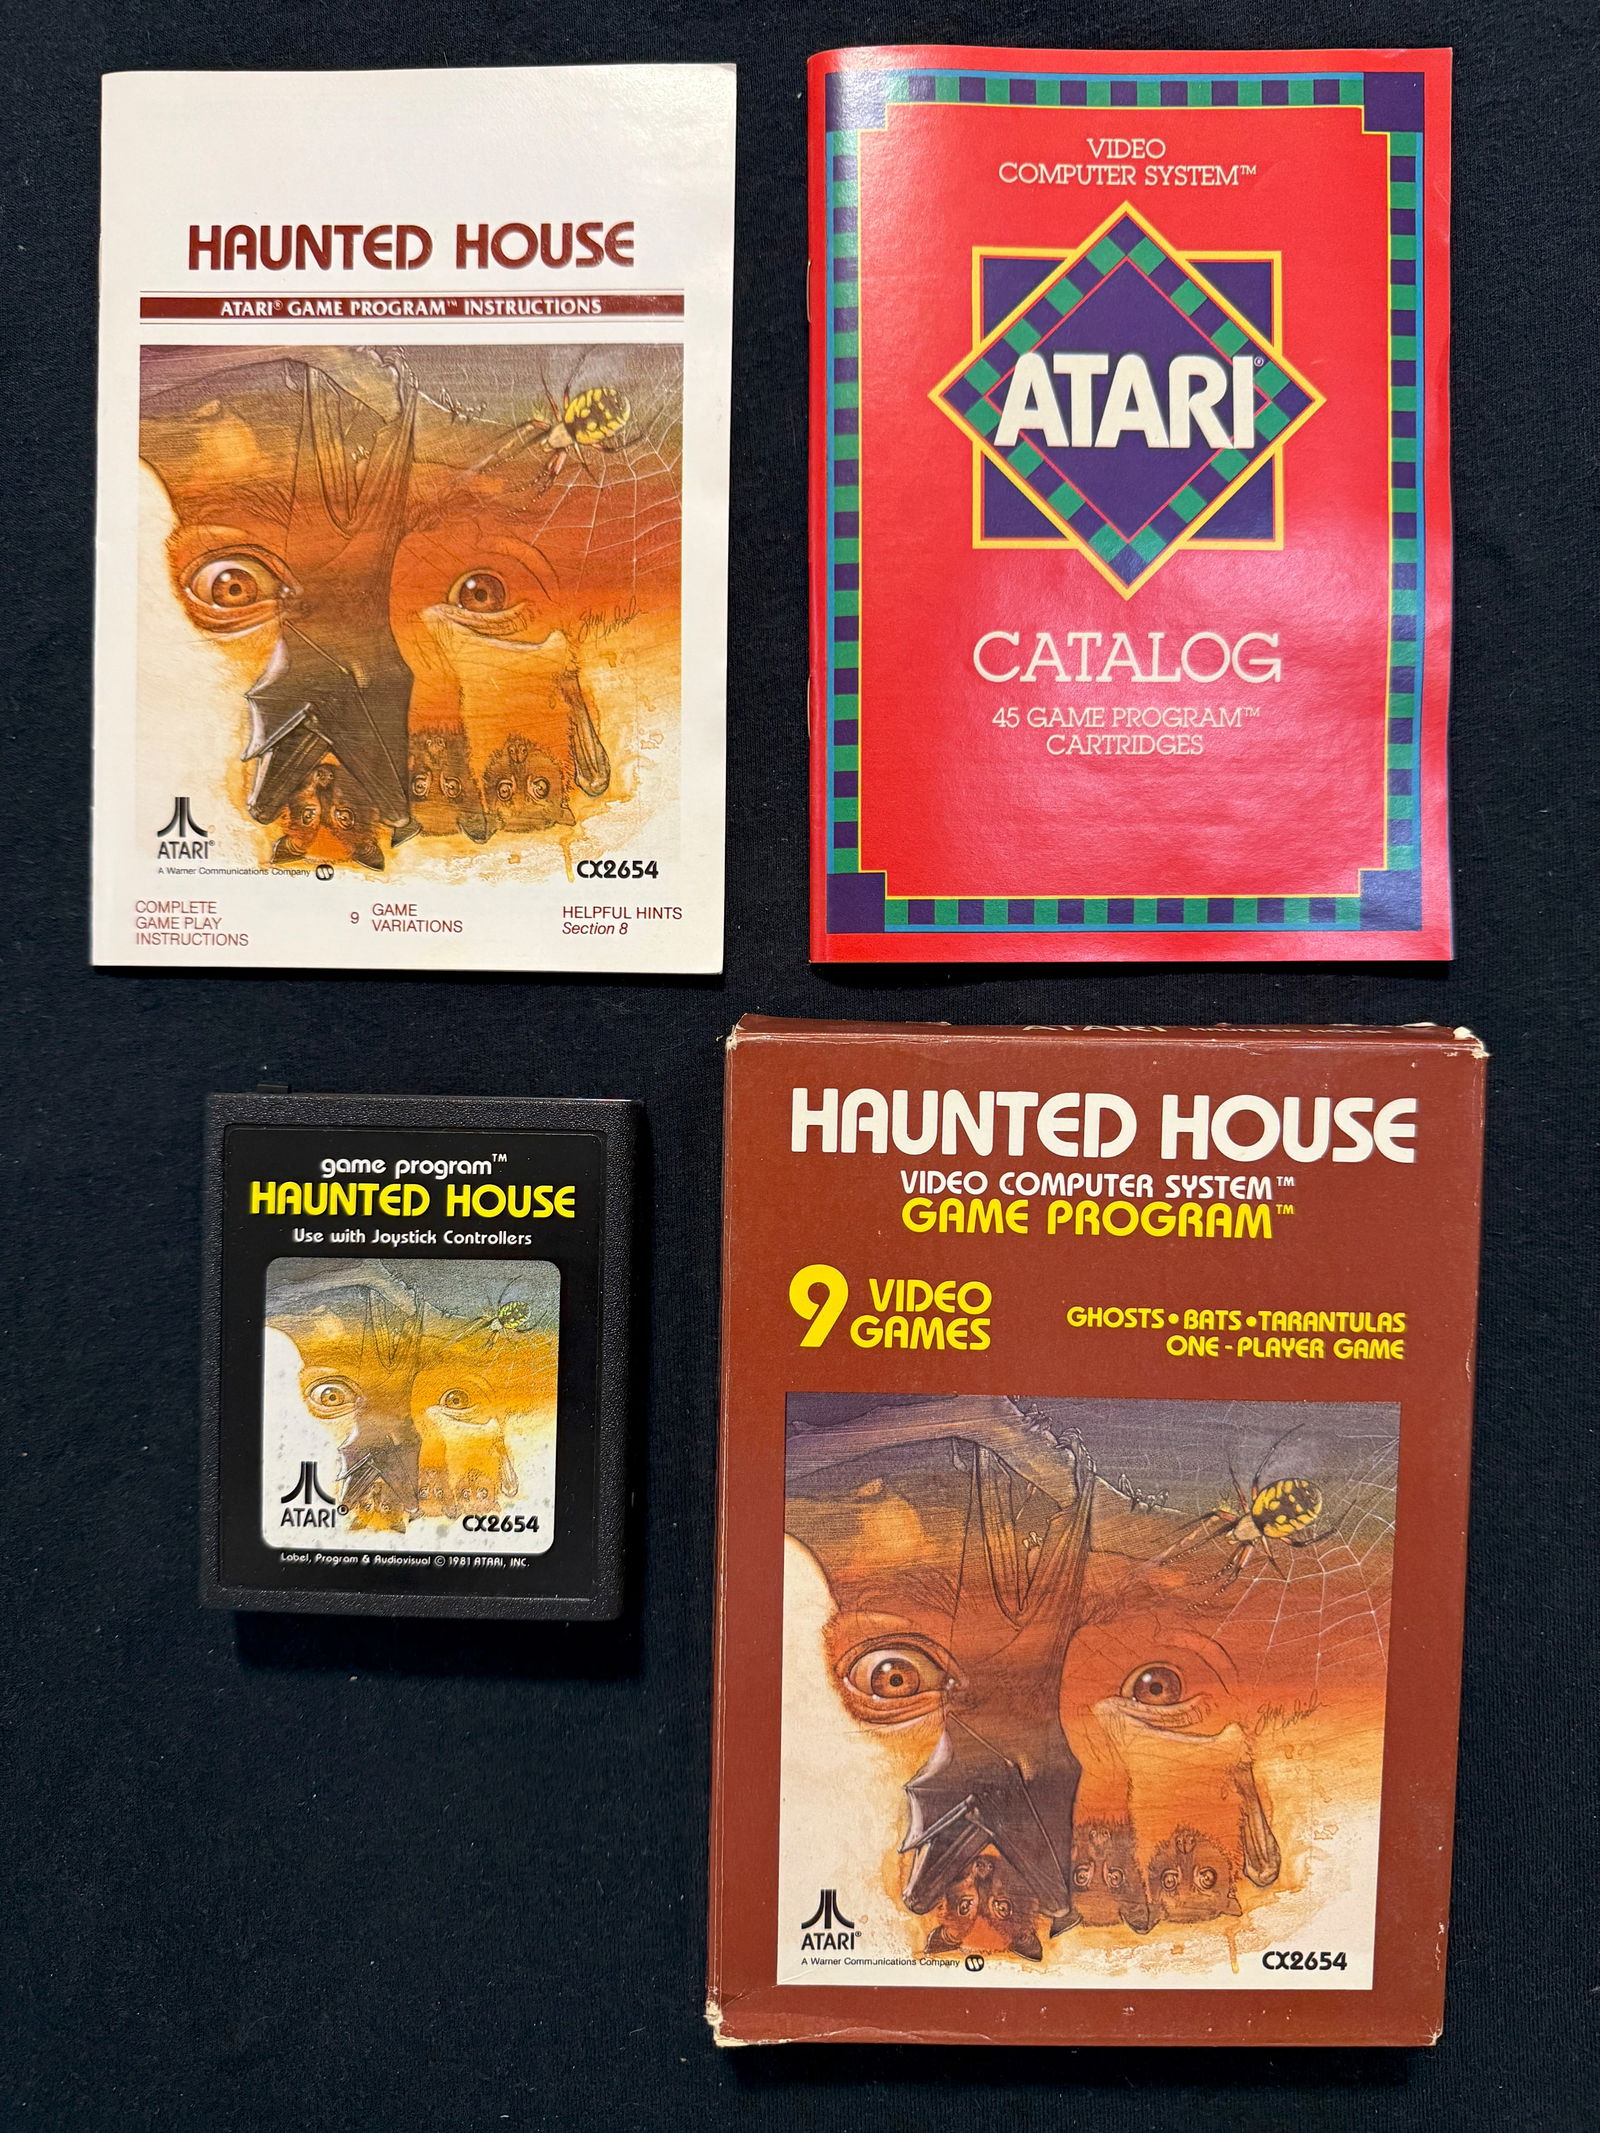 HAUNTED HOUSE
ATARI® GAME PROGRAM™ INSTRUCTIONS
ATARI®
A Warner Communications Company
CX2654
COMPLETE
GAME PLAY
INSTRUCTIONS
9 GAME
VARIATIONS
HELPFUL HINTS
Section 8
VIDEO
COMPUTER SYSTEM™
ATARI®
CATALOG
45 GAME PROGRAM™
CARTRIDGES
game program™
HAUNTED HOUSE
Use with Joystick Controllers
ATARI®
CX2654
Label, Program & Audiovisual © 1981 ATARI, INC.
ATARI
HAUNTED HOUSE
VIDEO COMPUTER SYSTEM™
GAME PROGRAM™
9 VIDEO
GAMES
GHOSTS • BATS • TARANTULAS
ONE-PLAYER GAME
ATARI®
A Warner Communications Company
CX2654